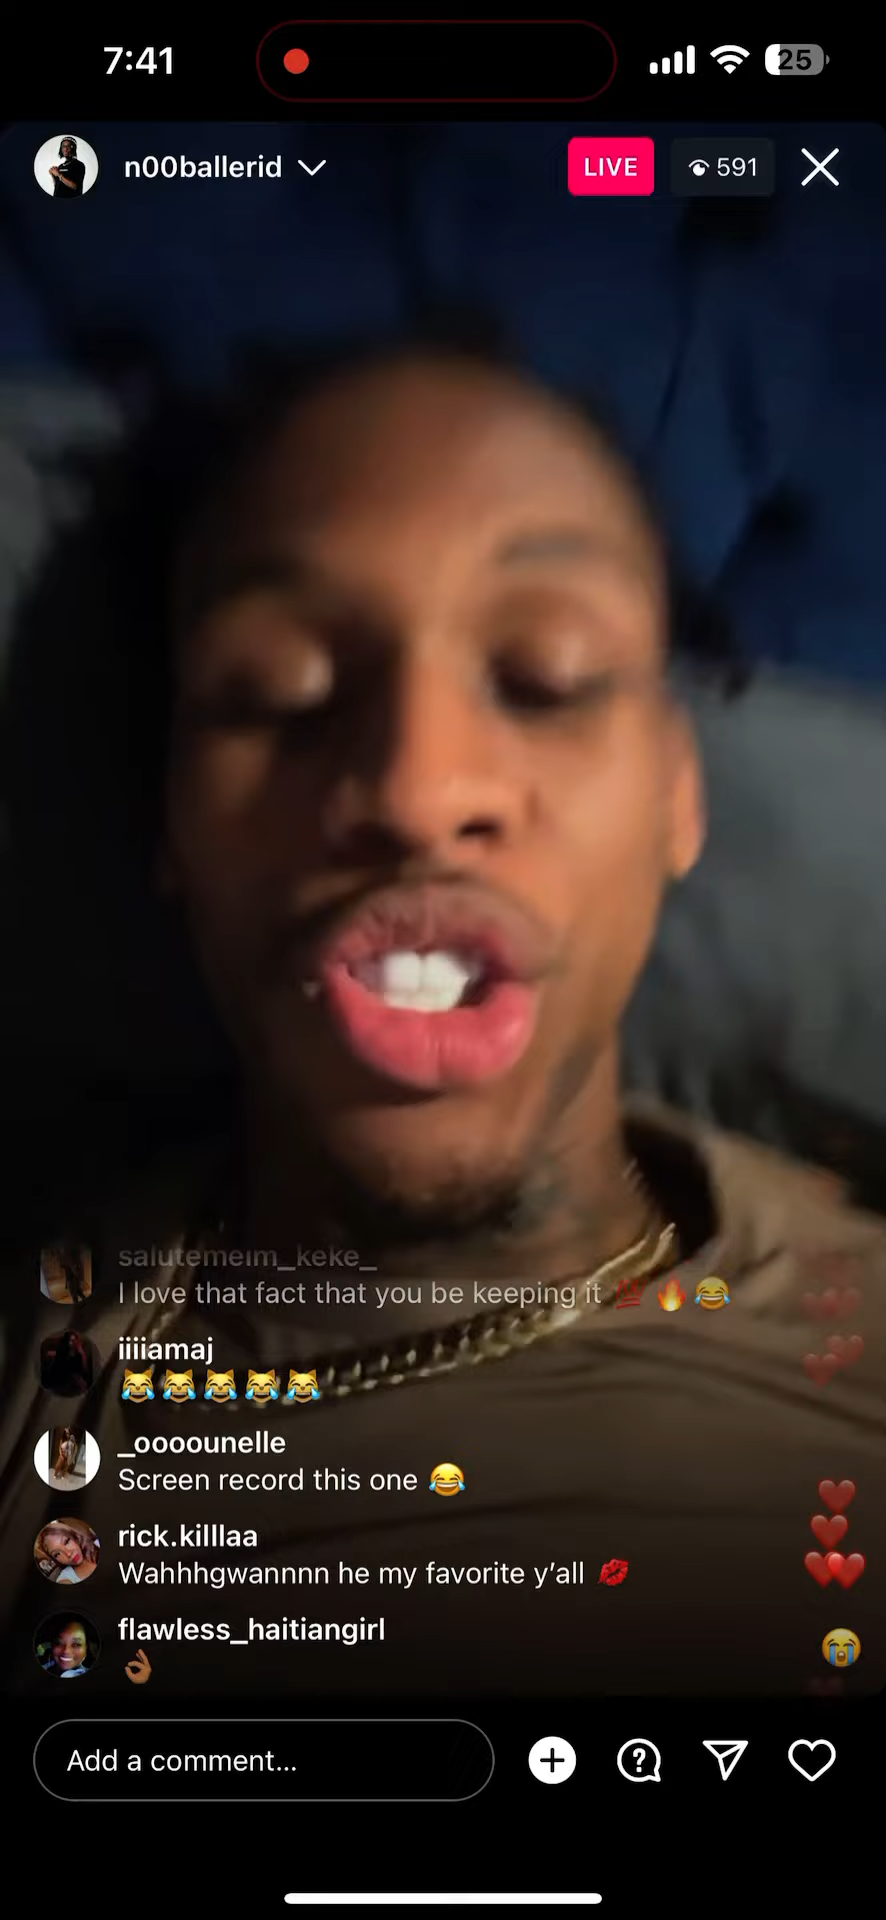 7:41
25
n00ballerid
LIVE
591
salutemeim_keke_
I love that fact that you be keeping it 💯 🔥 😂
iiiiamaj
😹😹😹😹😹
_oooounelle
Screen record this one 😂
rick.killlaa
Wahhhgwannnn he my favorite y’all 💋
flawless_haitiangirl
👌🏽
Add a comment...